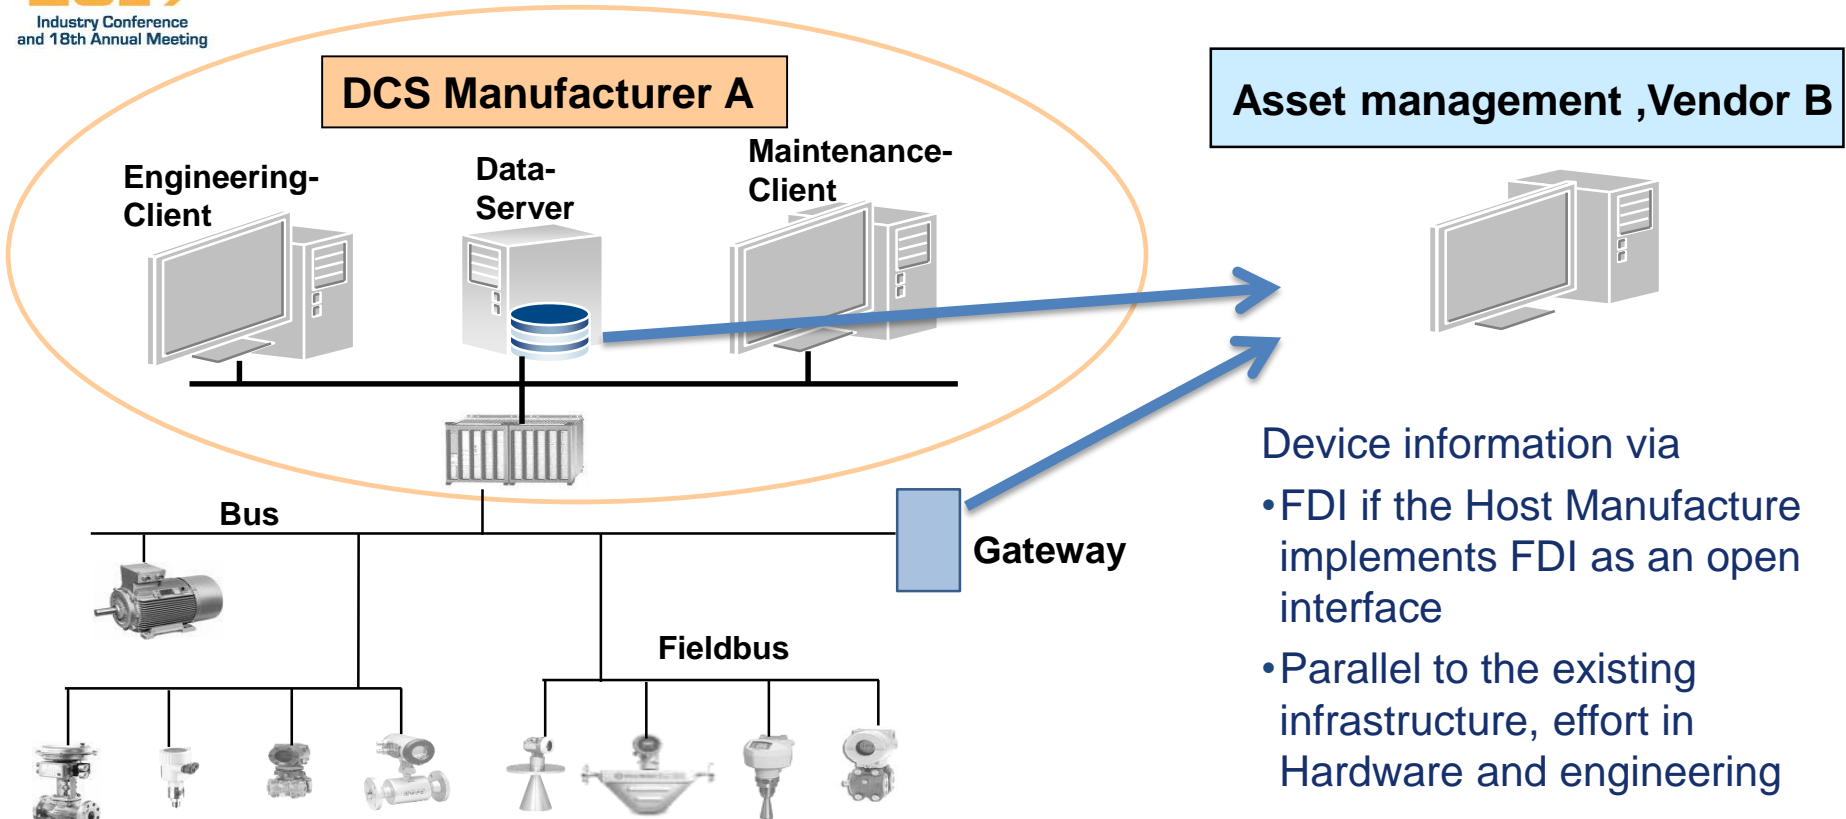 Industry Conference
and 18th Annual Meeting
DCS Manufacturer A
Asset management ,Vendor B
Engineering-
Client
Data-
Server
Maintenance-
Client
Bus
Gateway
Fieldbus
Device information via
•FDI if the Host Manufacture
implements FDI as an open
interface
•Parallel to the existing
infrastructure, effort in
Hardware and engineering